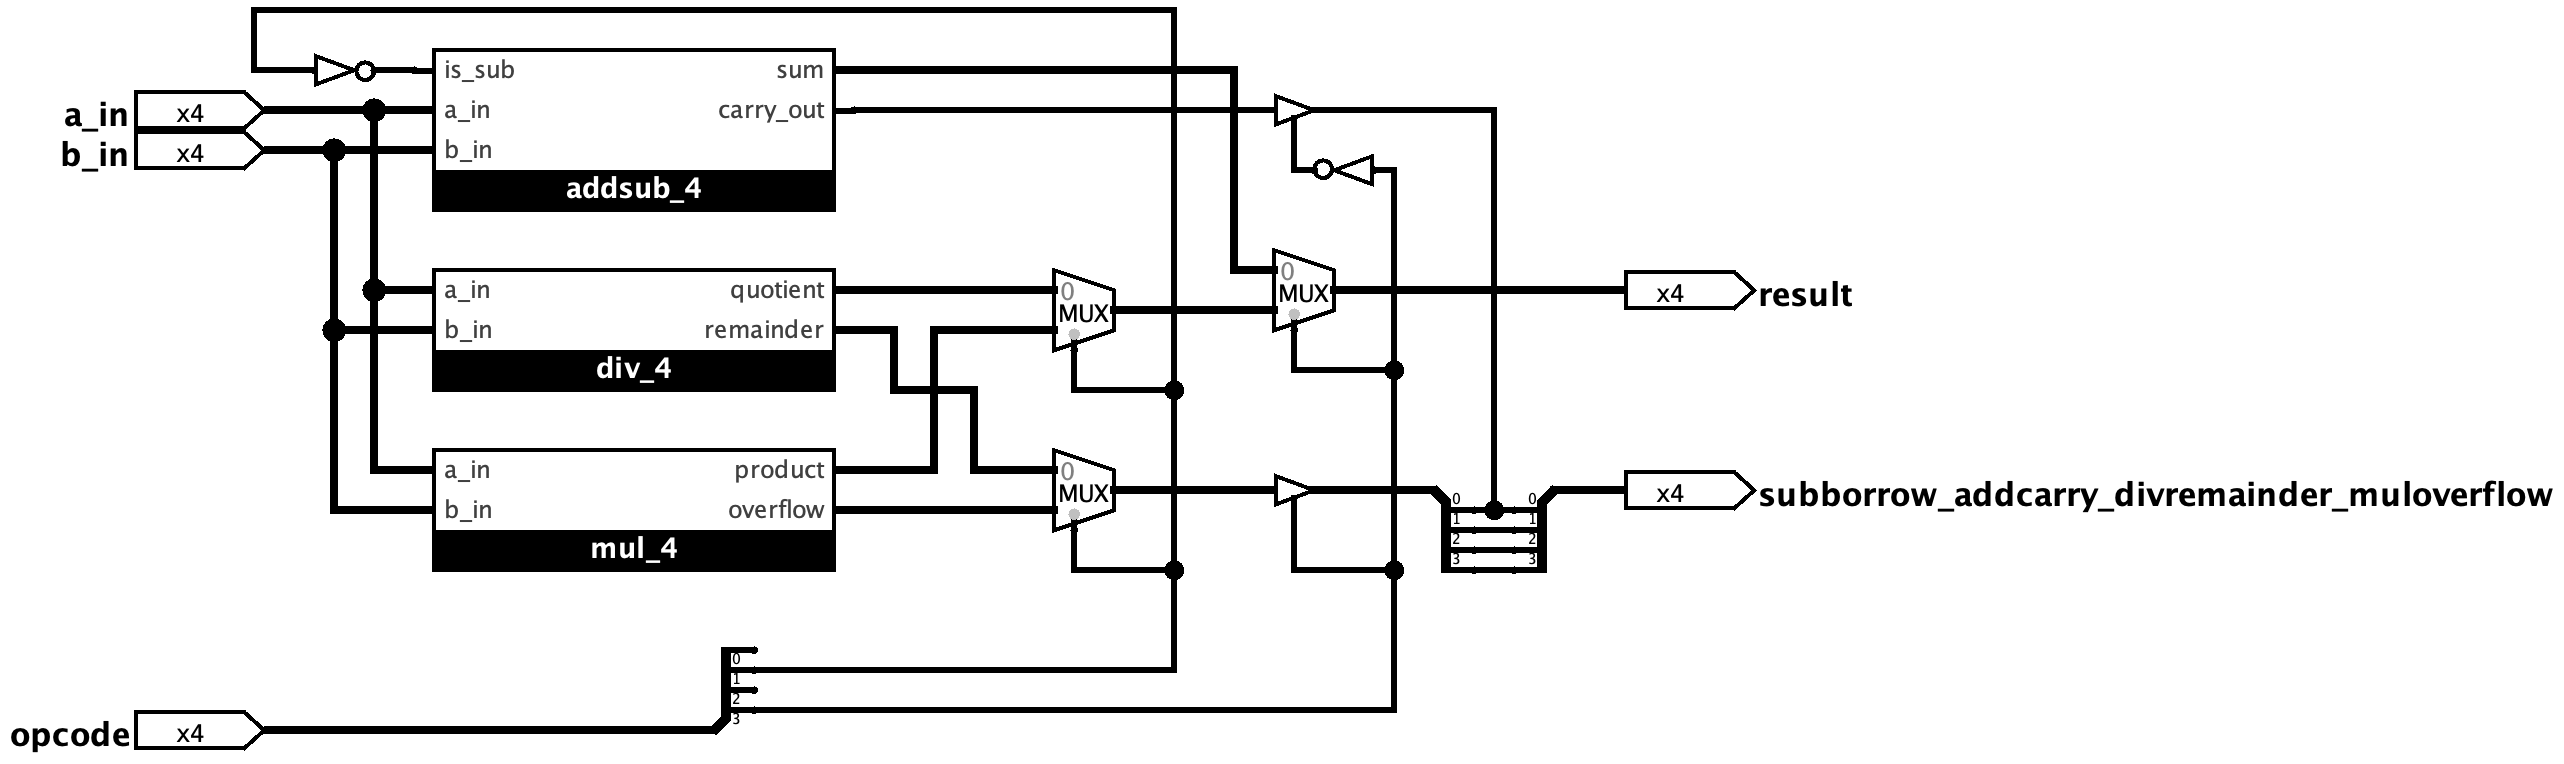 is_sub sum
a_in x4 a_in carry_out
b_in x4 b_in
addsub_4
a_in quotient 0 MUX
b_in remainder
div_4
0 MUX x4 result
a_in product 0 MUX
b_in overflow
mul_4
0 0 x4 subborrow_addcarry_divremainder_muloverflow
1 1
2 2
3 3
0
1
2
3
opcode x4